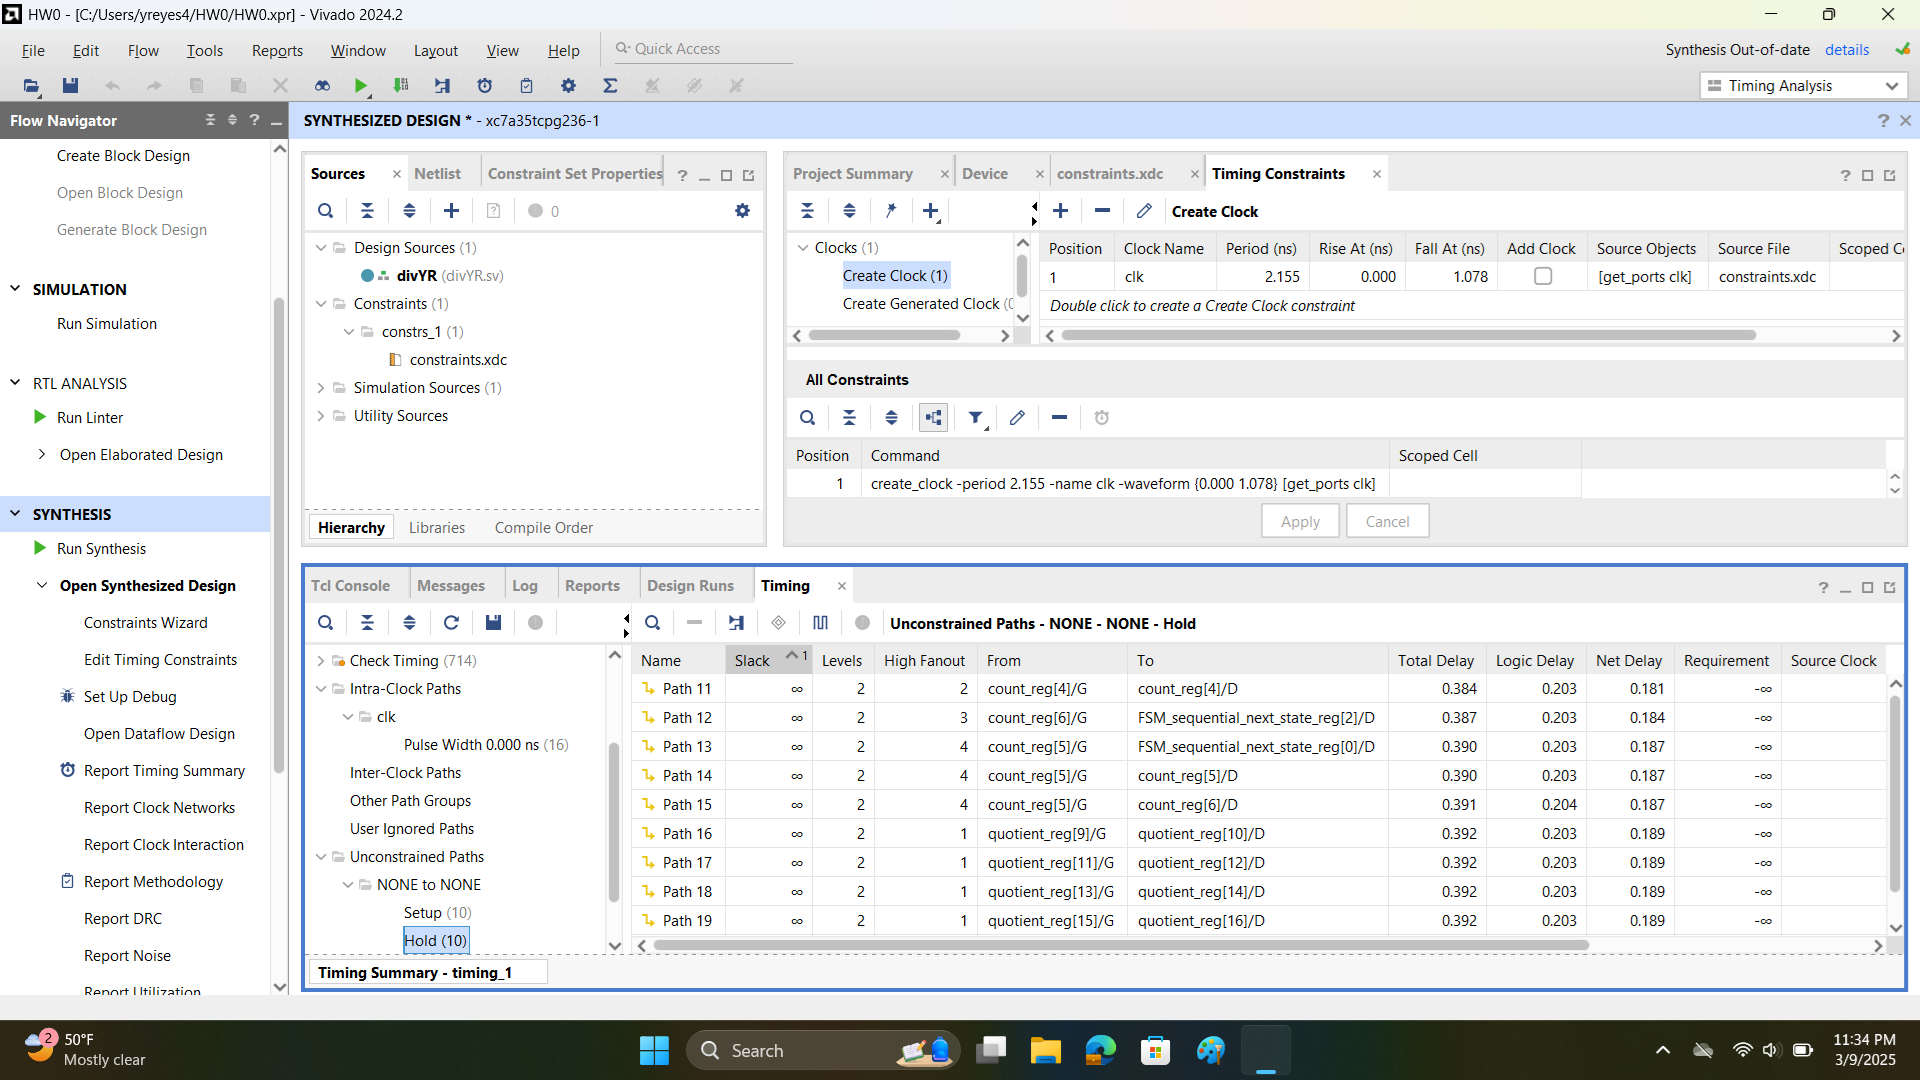 HW0 - [C:/Users/yreyes4/HW0/HW0.xpr] - Vivado 2024.2
File Edit Flow Tools Reports Window Layout View Help Quick Access
Synthesis Out-of-date details
Timing Analysis
Flow Navigator
SYNTHESIZED DESIGN * - xc7a35tcpg236-1
Create Block Design
Open Block Design
Generate Block Design
SIMULATION
Run Simulation
RTL ANALYSIS
Run Linter
Open Elaborated Design
SYNTHESIS
Run Synthesis
Open Synthesized Design
Constraints Wizard
Edit Timing Constraints
Set Up Debug
Open Dataflow Design
Report Timing Summary
Report Clock Networks
Report Clock Interaction
Report Methodology
Report DRC
Report Noise
Report Utilization
Sources Netlist Constraint Set Properties
0
Design Sources (1)
divYR (divYR.sv)
Constraints (1)
constrs_1 (1)
constraints.xdc
Simulation Sources (1)
Utility Sources
Hierarchy Libraries Compile Order
Project Summary Device constraints.xdc Timing Constraints
Create Clock
Clocks (1)
Create Clock (1)
Create Generated Clock (0
Position Clock Name Period (ns) Rise At (ns) Fall At (ns) Add Clock Source Objects Source File Scoped Ce
1 clk 2.155 0.000 1.078 [get_ports clk] constraints.xdc
Double click to create a Create Clock constraint
All Constraints
Position Command Scoped Cell
1 create_clock -period 2.155 -name clk -waveform {0.000 1.078} [get_ports clk]
Apply Cancel
Tcl Console Messages Log Reports Design Runs Timing
Unconstrained Paths - NONE - NONE - Hold
Check Timing (714)
Intra-Clock Paths
clk
Pulse Width 0.000 ns (16)
Inter-Clock Paths
Other Path Groups
User Ignored Paths
Unconstrained Paths
NONE to NONE
Setup (10)
Hold (10)
Name Slack 1 Levels High Fanout From To Total Delay Logic Delay Net Delay Requirement Source Clock
Path 11 ∞ 2 2 count_reg[4]/G count_reg[4]/D 0.384 0.203 0.181 -∞
Path 12 ∞ 2 3 count_reg[6]/G FSM_sequential_next_state_reg[2]/D 0.387 0.203 0.184 -∞
Path 13 ∞ 2 4 count_reg[5]/G FSM_sequential_next_state_reg[0]/D 0.390 0.203 0.187 -∞
Path 14 ∞ 2 4 count_reg[5]/G count_reg[5]/D 0.390 0.203 0.187 -∞
Path 15 ∞ 2 4 count_reg[5]/G count_reg[6]/D 0.391 0.204 0.187 -∞
Path 16 ∞ 2 1 quotient_reg[9]/G quotient_reg[10]/D 0.392 0.203 0.189 -∞
Path 17 ∞ 2 1 quotient_reg[11]/G quotient_reg[12]/D 0.392 0.203 0.189 -∞
Path 18 ∞ 2 1 quotient_reg[13]/G quotient_reg[14]/D 0.392 0.203 0.189 -∞
Path 19 ∞ 2 1 quotient_reg[15]/G quotient_reg[16]/D 0.392 0.203 0.189 -∞
Timing Summary - timing_1
2
50°F
Mostly clear
Search
11:34 PM
3/9/2025